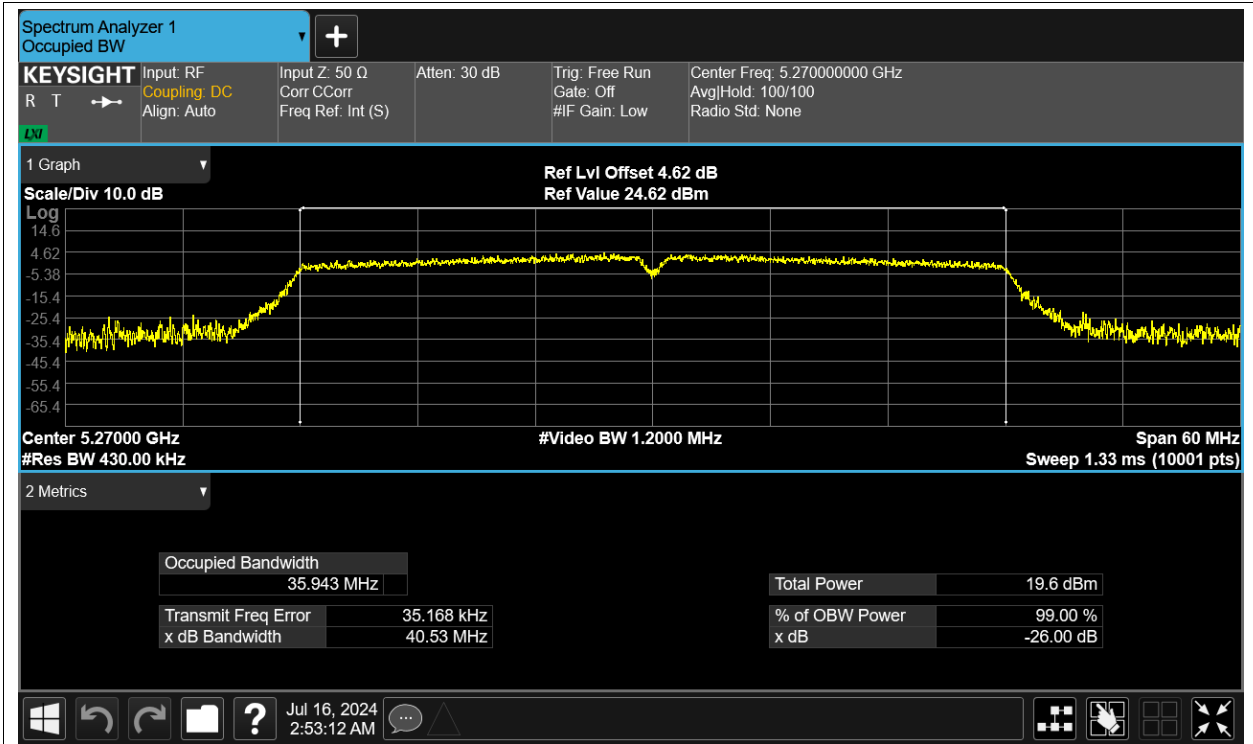 Spectrum Analyzer 1
Occupied BW
KEYSIGHT
R T
LXI
Input: RF
Coupling: DC
Align: Auto
Input Z: 50 Ω
Corr CCorr
Freq Ref: Int (S)
Atten: 30 dB
Trig: Free Run
Gate: Off
#IF Gain: Low
Center Freq: 5.270000000 GHz
Avg|Hold: 100/100
Radio Std: None
1 Graph
Ref Lvl Offset 4.62 dB
Scale/Div 10.0 dB
Ref Value 24.62 dBm
Log
14.6
4.62
-5.38
-15.4
-25.4
-35.4
-45.4
-55.4
-65.4
Center 5.27000 GHz
#Video BW 1.2000 MHz
Span 60 MHz
#Res BW 430.00 kHz
Sweep 1.33 ms (10001 pts)
2 Metrics
Occupied Bandwidth
35.943 MHz
Total Power 19.6 dBm
Transmit Freq Error 35.168 kHz
% of OBW Power 99.00 %
x dB Bandwidth 40.53 MHz
x dB -26.00 dB
Jul 16, 2024
2:53:12 AM